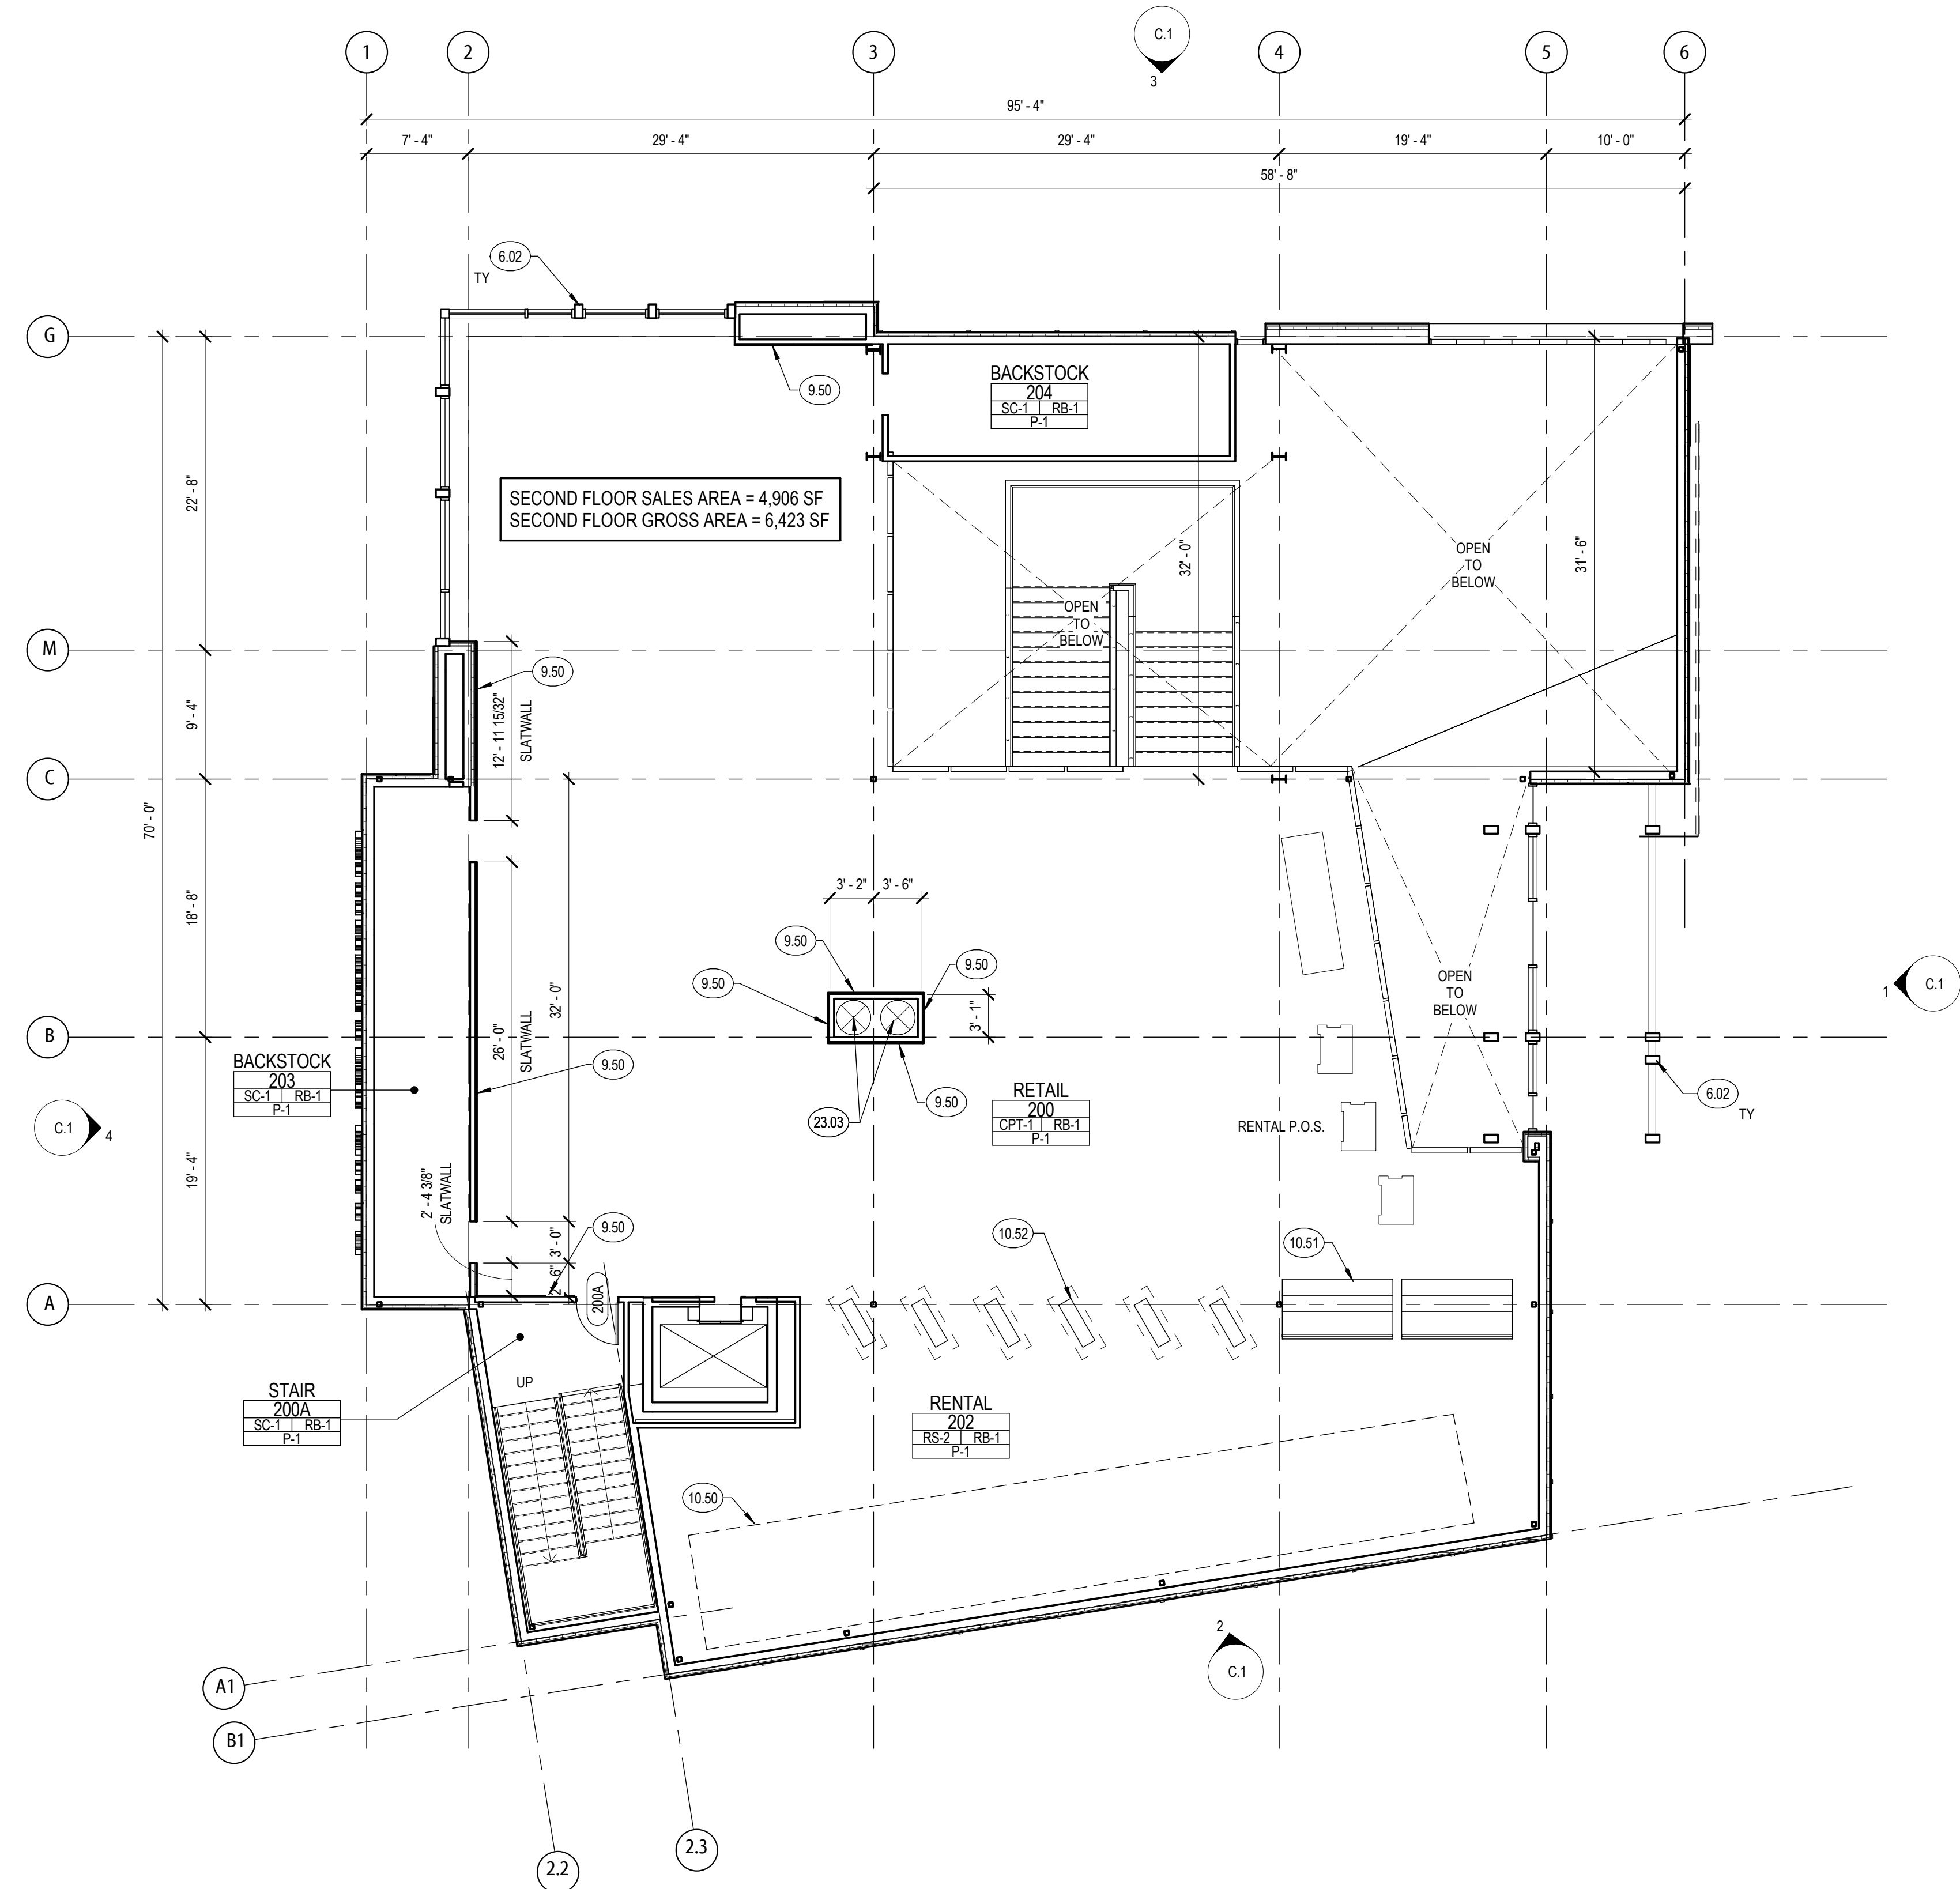 C.1
3
1
2
3
4
5
6
95' - 4"
7' - 4"
29' - 4"
29' - 4"
19' - 4"
10' - 0"
58' - 8"
6.02
TY
G
9.50
BACKSTOCK
204
SC-1 RB-1
P-1
SECOND FLOOR SALES AREA = 4,906 SF
SECOND FLOOR GROSS AREA = 6,423 SF
22' - 8"
32' - 0"
31' - 6"
OPEN
TO
BELOW
OPEN
TO
BELOW
M
9.50
9' - 4"
12' - 11 15/32"
SLATWALL
C
70' - 0"
18' - 8"
3' - 2"
3' - 6"
9.50
9.50
9.50
3' - 1"
OPEN
TO
BELOW
1
C.1
32' - 0"
26' - 0"
SLATWALL
B
BACKSTOCK
203
SC-1 RB-1
P-1
9.50
9.50
23.03
RETAIL
200
CPT-1 RB-1
P-1
RENTAL P.O.S.
6.02
TY
C.1
4
19' - 4"
2' - 4 3/8"
SLATWALL
9.50
3' - 0"
2' - 6"
200A
10.52
10.51
A
UP
STAIR
200A
SC-1 RB-1
P-1
RENTAL
202
RS-2 RB-1
P-1
10.50
2
C.1
A1
B1
2.3
2.2